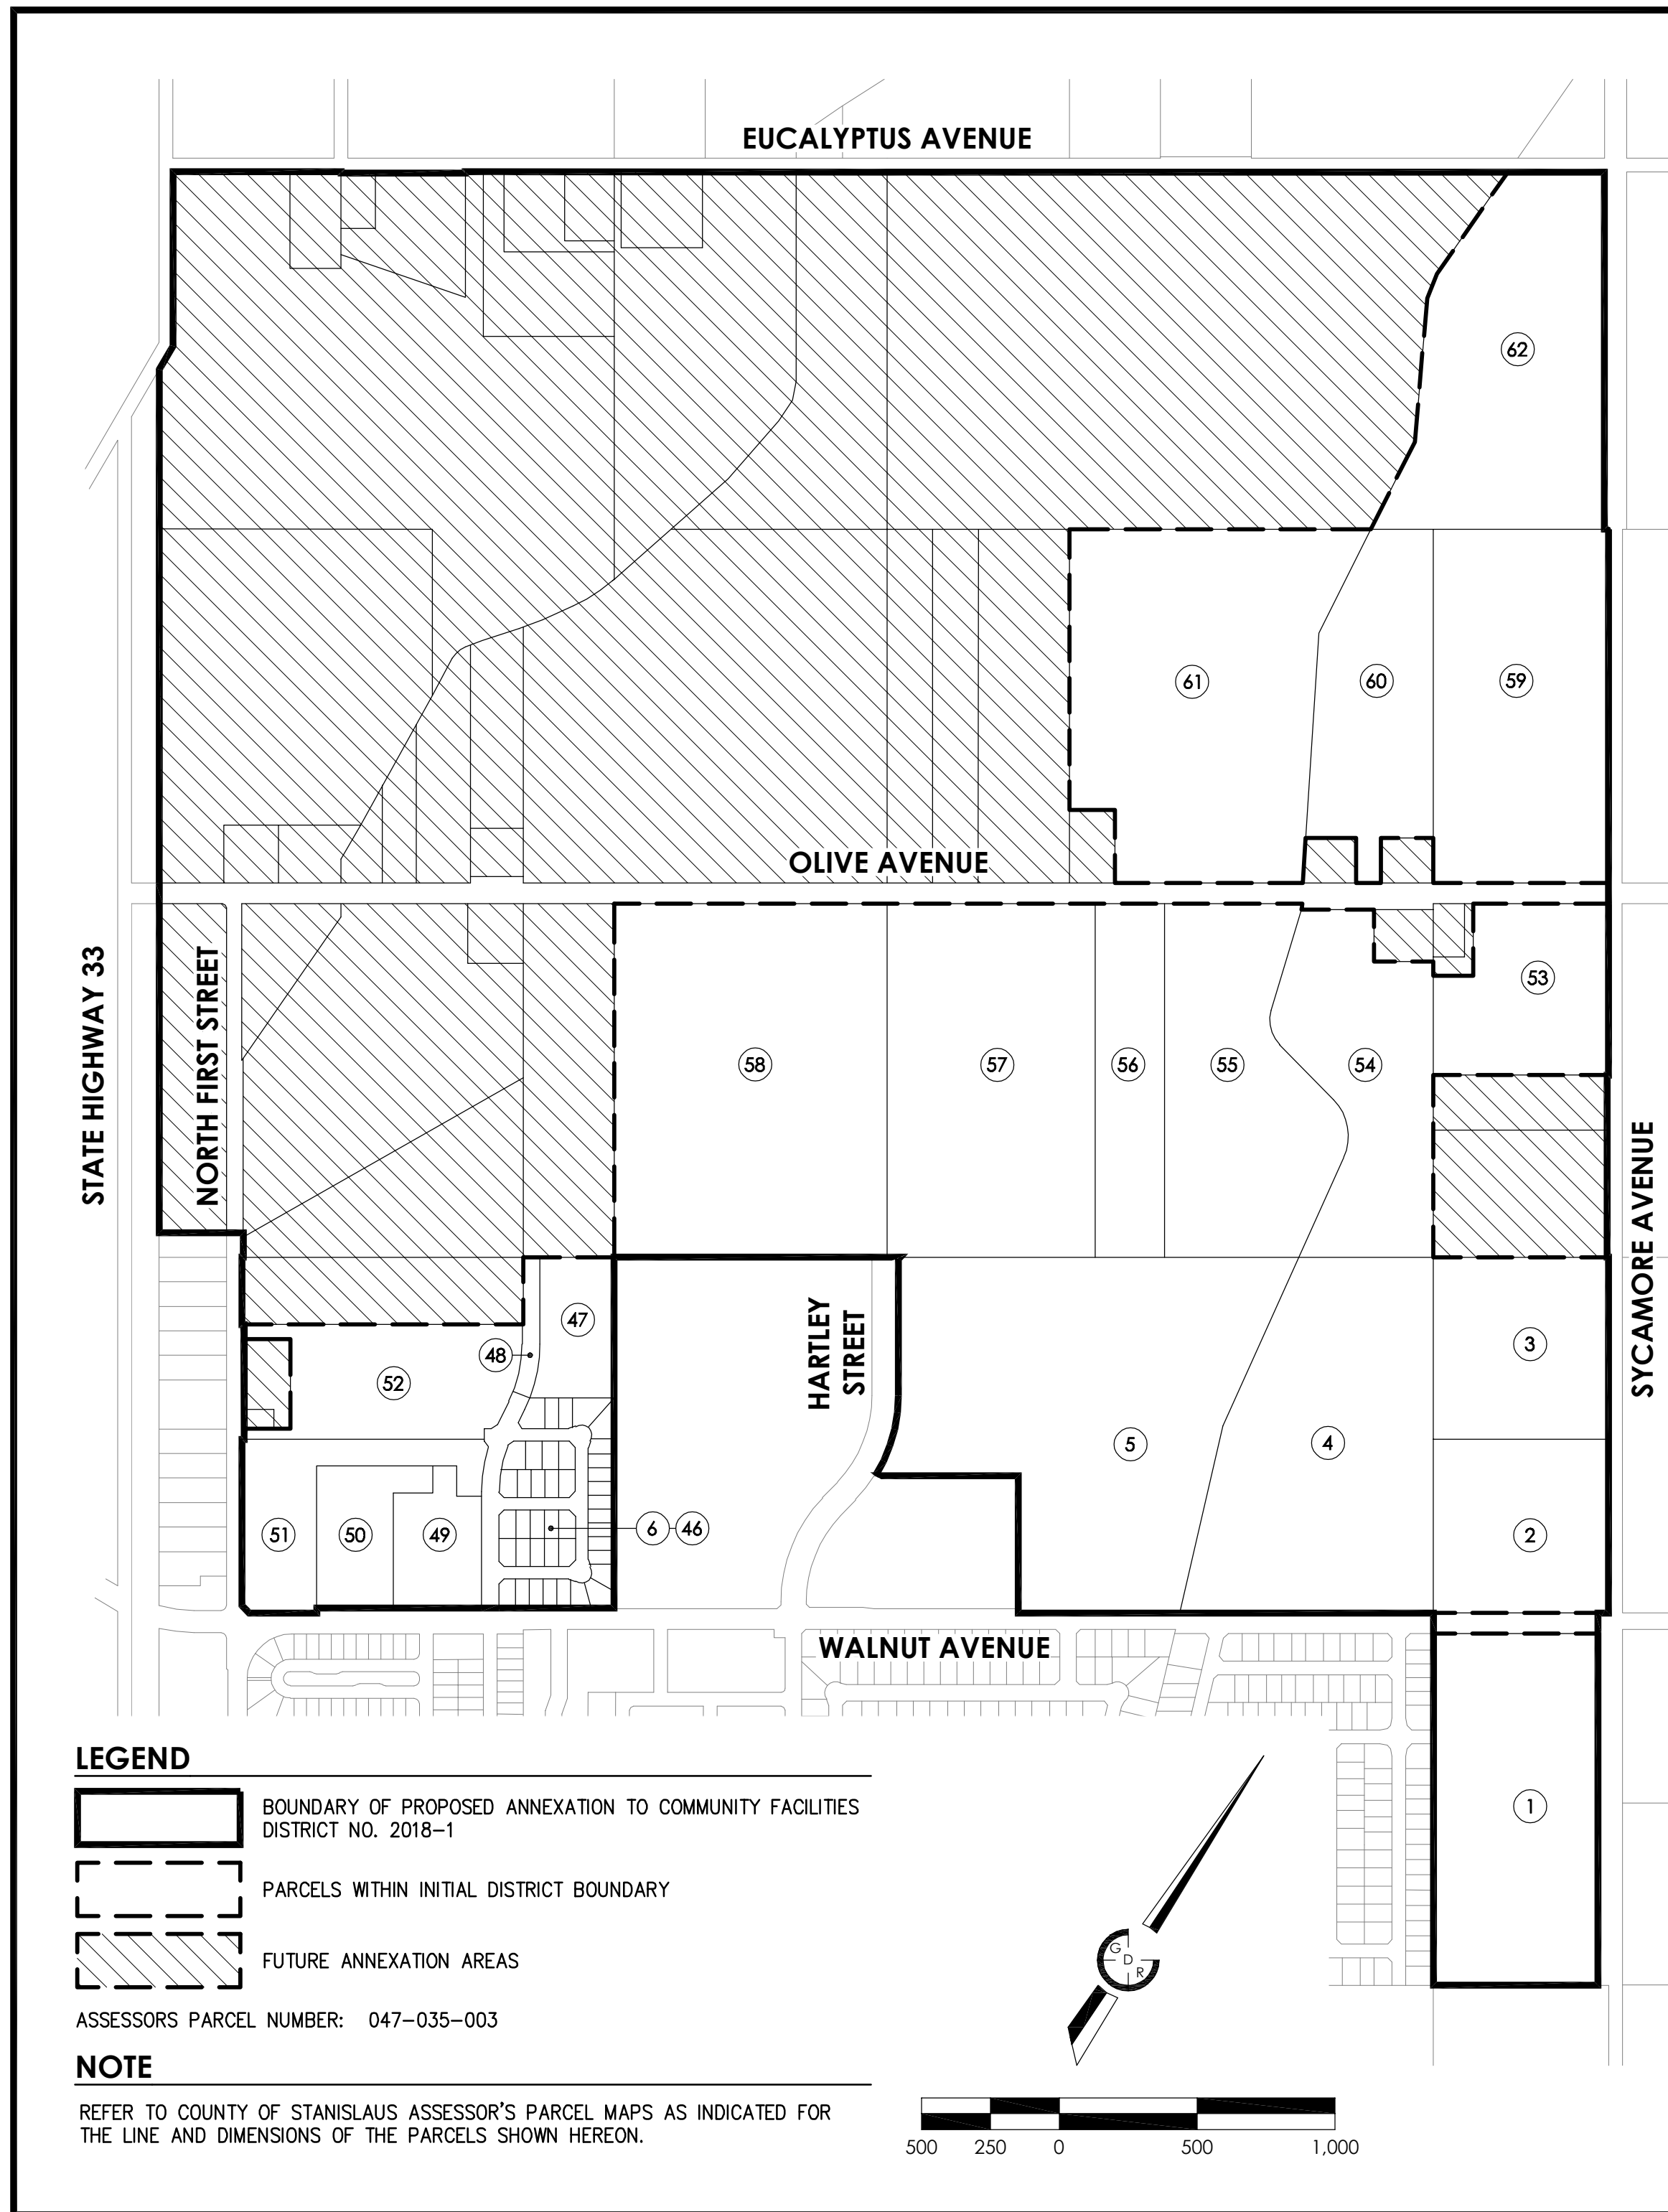 EUCALYPTUS AVENUE
62
61
60
59
OLIVE AVENUE
STATE HIGHWAY 33
NORTH FIRST STREET
53
58
57
56
55
54
SYCAMORE AVENUE
HARTLEY
STREET
47
48
52
3
5
4
51
50
49
6
46
2
WALNUT AVENUE
1
LEGEND
BOUNDARY OF PROPOSED ANNEXATION TO COMMUNITY FACILITIES
DISTRICT NO. 2018-1
PARCELS WITHIN INITIAL DISTRICT BOUNDARY
FUTURE ANNEXATION AREAS
ASSESSORS PARCEL NUMBER: 047-035-003
NOTE
REFER TO COUNTY OF STANISLAUS ASSESSOR'S PARCEL MAPS AS INDICATED FOR
THE LINE AND DIMENSIONS OF THE PARCELS SHOWN HEREON.
G
D
R
500 250 0 500 1,000